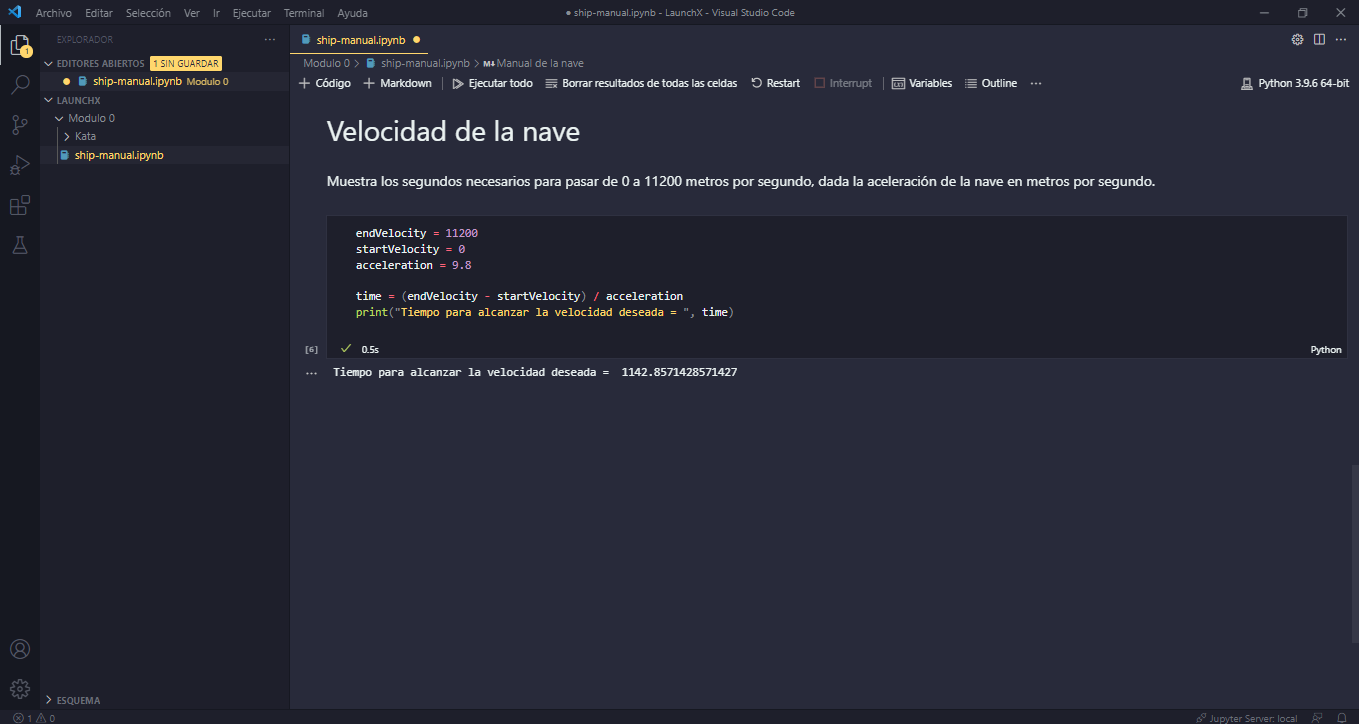 Archivo Editar Selección Ver Ir Ejecutar Terminal Ayuda
● ship-manual.ipynb - LaunchX - Visual Studio Code
EXPLORADOR
EDITORES ABIERTOS 1 SIN GUARDAR
ship-manual.ipynb Modulo 0
LAUNCHX
Modulo 0
Kata
ship-manual.ipynb
ESQUEMA
1
ship-manual.ipynb
Modulo 0 > ship-manual.ipynb > M Manual de la nave
Código Markdown Ejecutar todo Borrar resultados de todas las celdas Restart Interrupt Variables Outline ··· Python 3.9.6 64-bit
Velocidad de la nave
Muestra los segundos necesarios para pasar de 0 a 11200 metros por segundo, dada la aceleración de la nave en metros por segundo.
endVelocity = 11200
startVelocity = 0
acceleration = 9.8
time = (endVelocity - startVelocity) / acceleration
print("Tiempo para alcanzar la velocidad deseada = ", time)
[6] 0.5s Python
Tiempo para alcanzar la velocidad deseada =  1142.8571428571427
1 0 Jupyter Server: local